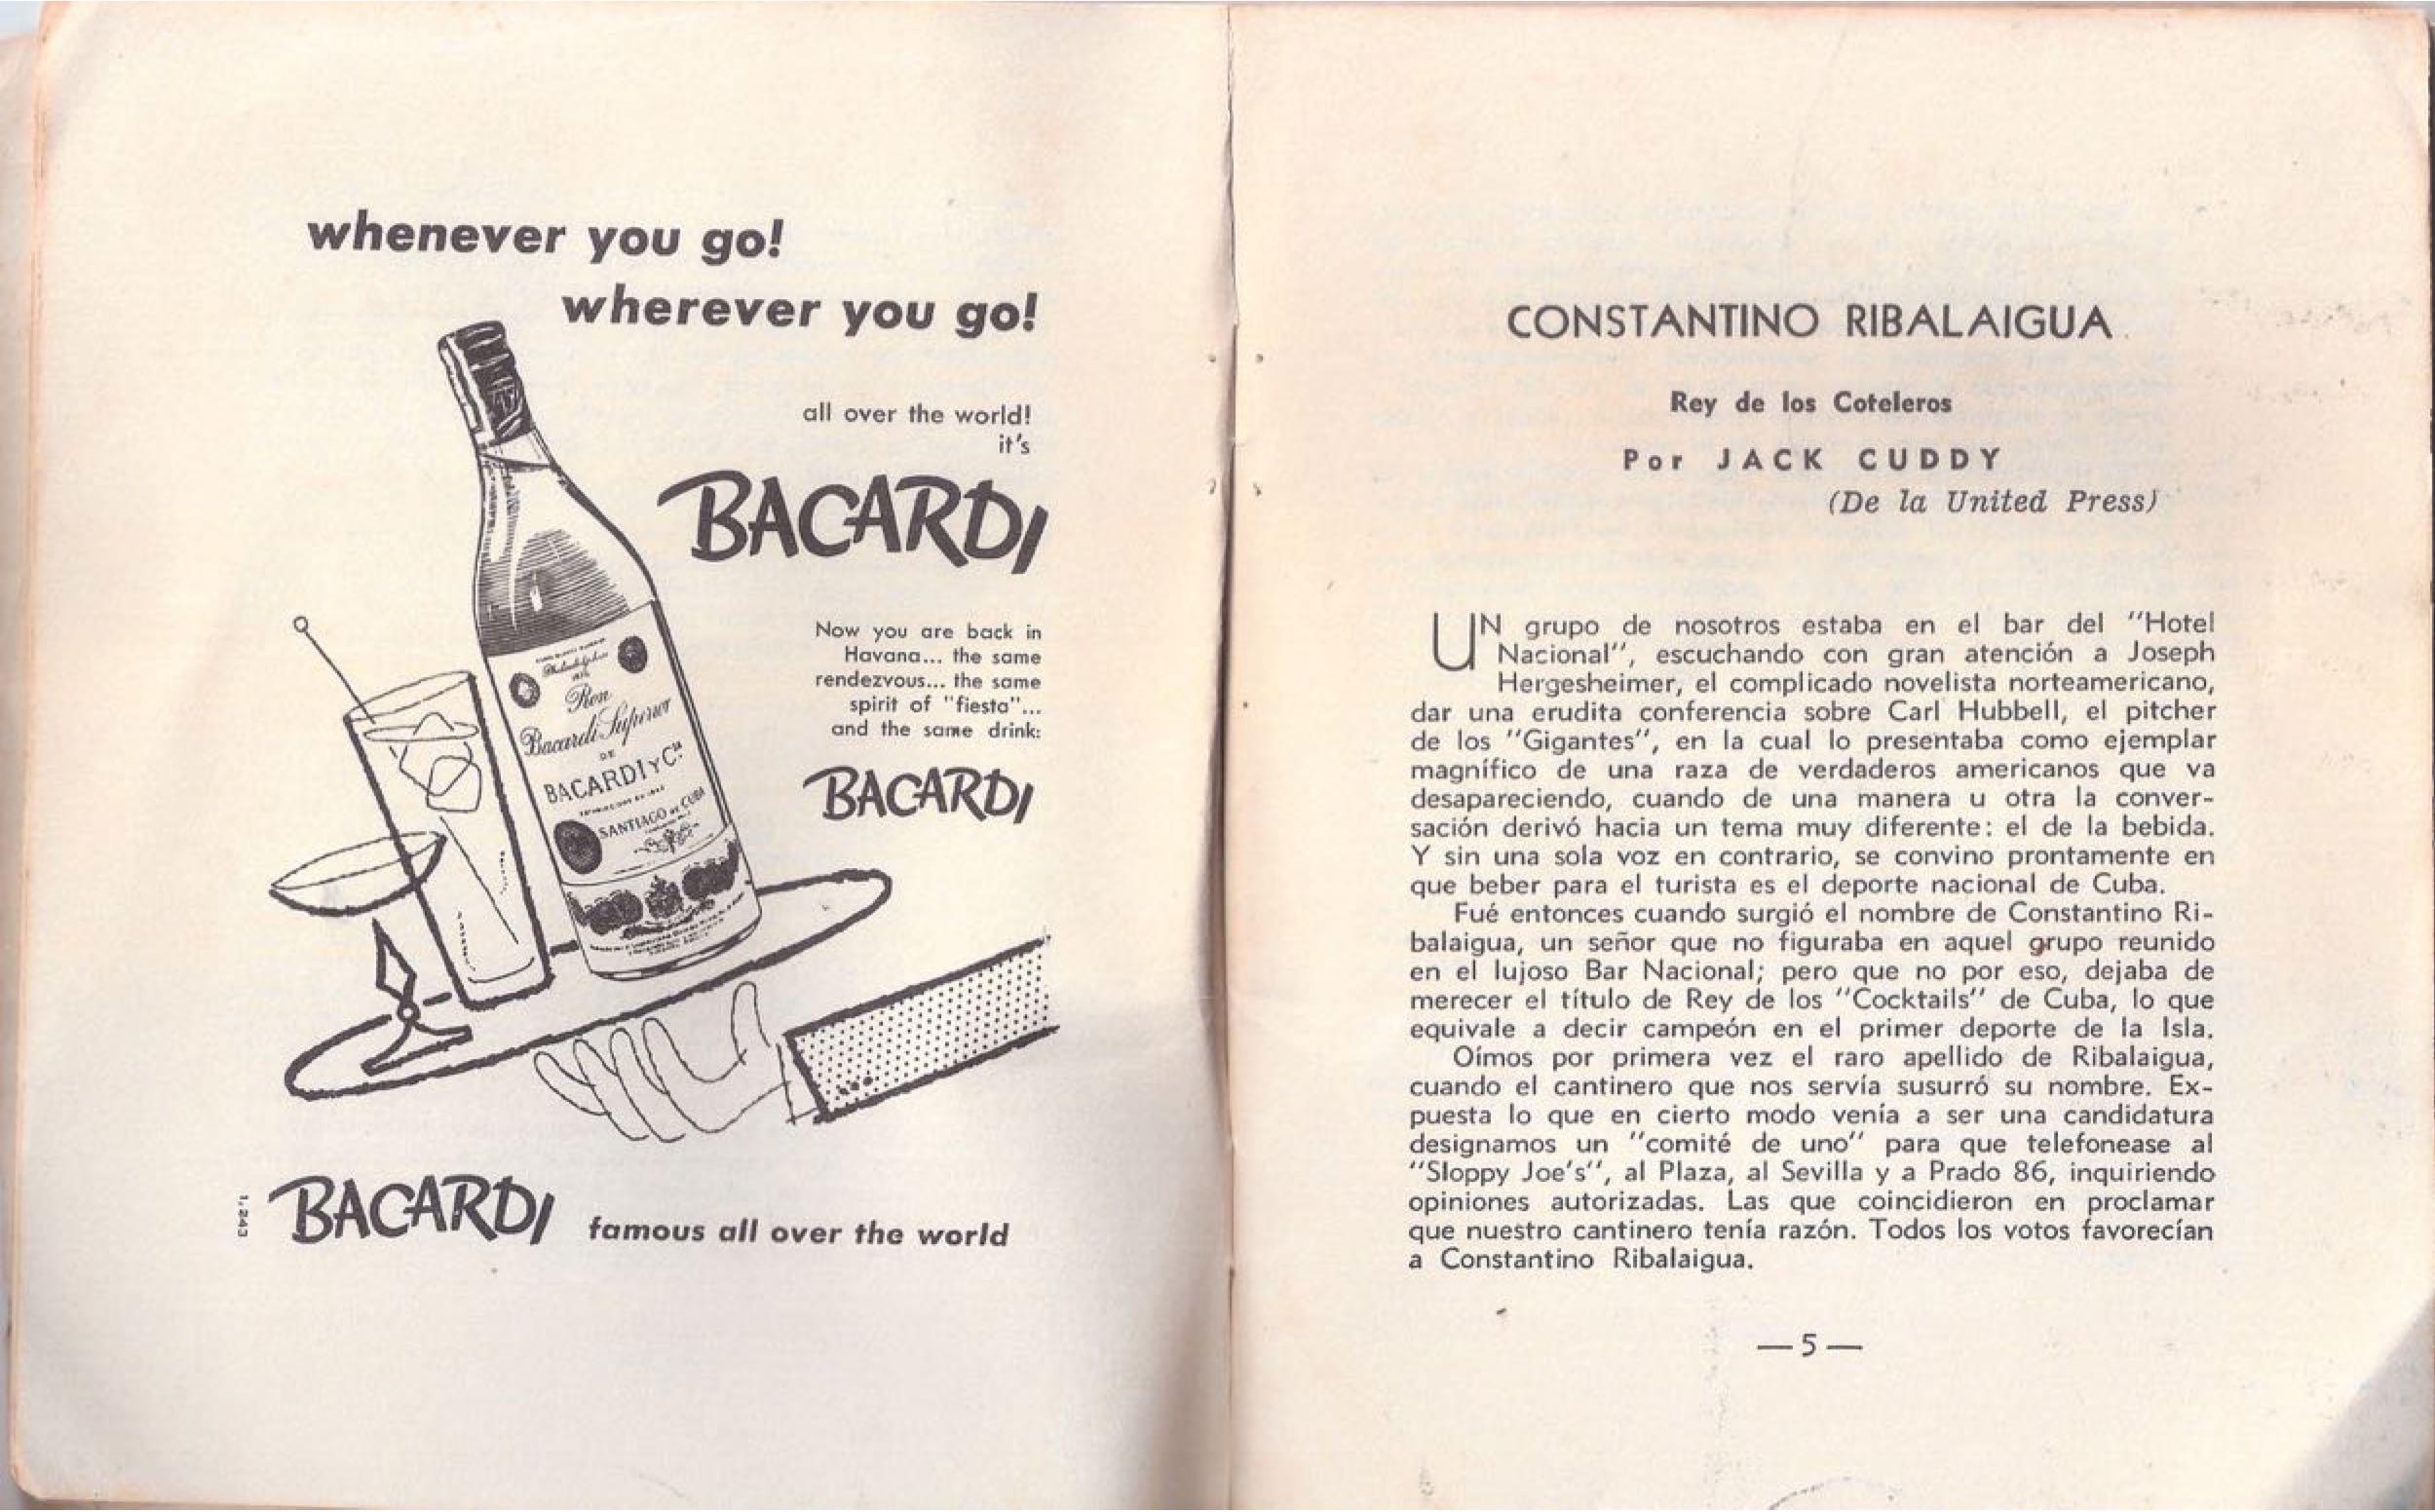 whenever you go!
wherever you go!
all over the world!
it's
BACARDI
Now you are back in
Havana... the same
rendezvous... the same
spirit of "fiesta"...
and the same drink:
BACARDI
Philadelphia
1876
Ron
Bacardi Superior
DE
BACARDI Y Cia
SANTIAGO DE CUBA
1,243
BACARDI famous all over the world
CONSTANTINO RIBALAIGUA
Rey de los Coteleros
Por JACK CUDDY
(De la United Press)
UN grupo de nosotros estaba en el bar del "Hotel
Nacional", escuchando con gran atención a Joseph
Hergesheimer, el complicado novelista norteamericano,
dar una erudita conferencia sobre Carl Hubbell, el pitcher
de los "Gigantes", en la cual lo presentaba como ejemplar
magnífico de una raza de verdaderos americanos que va
desapareciendo, cuando de una manera u otra la conver-
sación derivó hacia un tema muy diferente: el de la bebida.
Y sin una sola voz en contrario, se convino prontamente en
que beber para el turista es el deporte nacional de Cuba.
Fué entonces cuando surgió el nombre de Constantino Ri-
balaigua, un señor que no figuraba en aquel grupo reunido
en el lujoso Bar Nacional; pero que no por eso, dejaba de
merecer el título de Rey de los "Cocktails" de Cuba, lo que
equivale a decir campeón en el primer deporte de la Isla.
Oímos por primera vez el raro apellido de Ribalaigua,
cuando el cantinero que nos servía susurró su nombre. Ex-
puesta lo que en cierto modo venía a ser una candidatura
designamos un "comité de uno" para que telefonease al
"Sloppy Joe's", al Plaza, al Sevilla y a Prado 86, inquiriendo
opiniones autorizadas. Las que coincidieron en proclamar
que nuestro cantinero tenía razón. Todos los votos favorecían
a Constantino Ribalaigua.
— 5 —